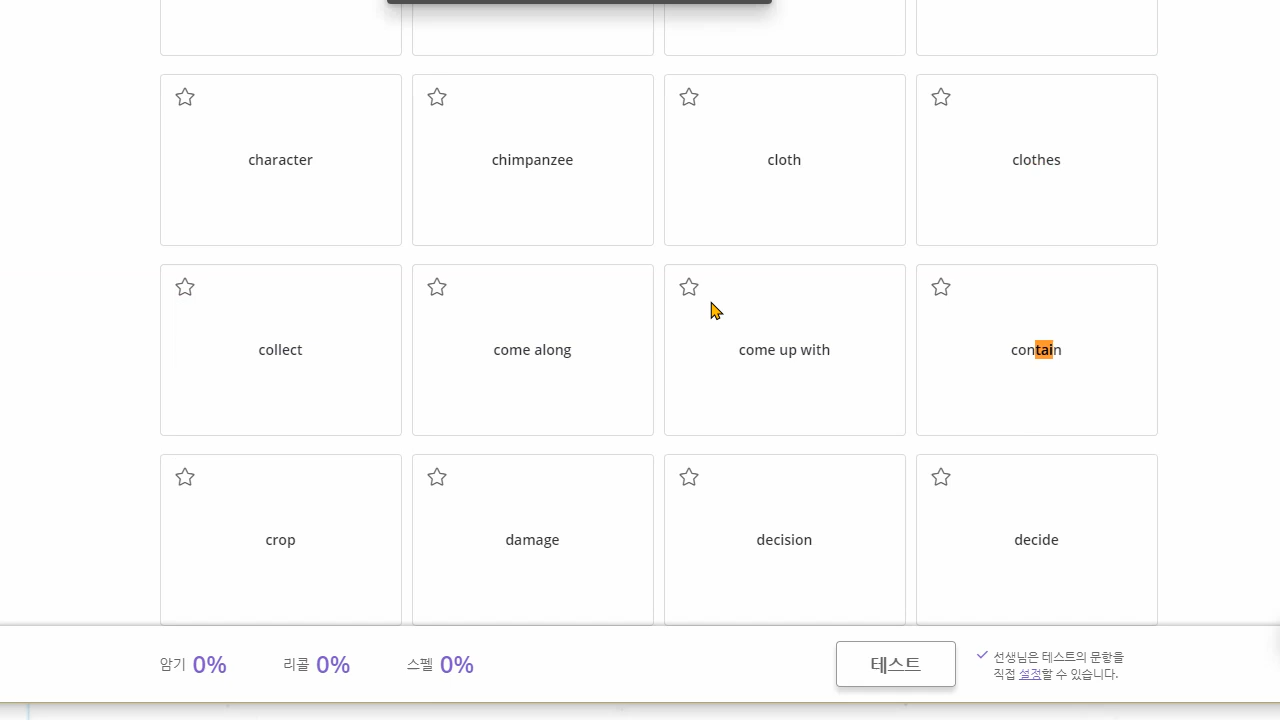 character
chimpanzee
cloth
clothes
collect
come along
come up with
contain
crop
damage
decision
decide
암기 0%
리콜 0%
스펠 0%
테스트
선생님은 테스트의 문항을
직접 설정할 수 있습니다.